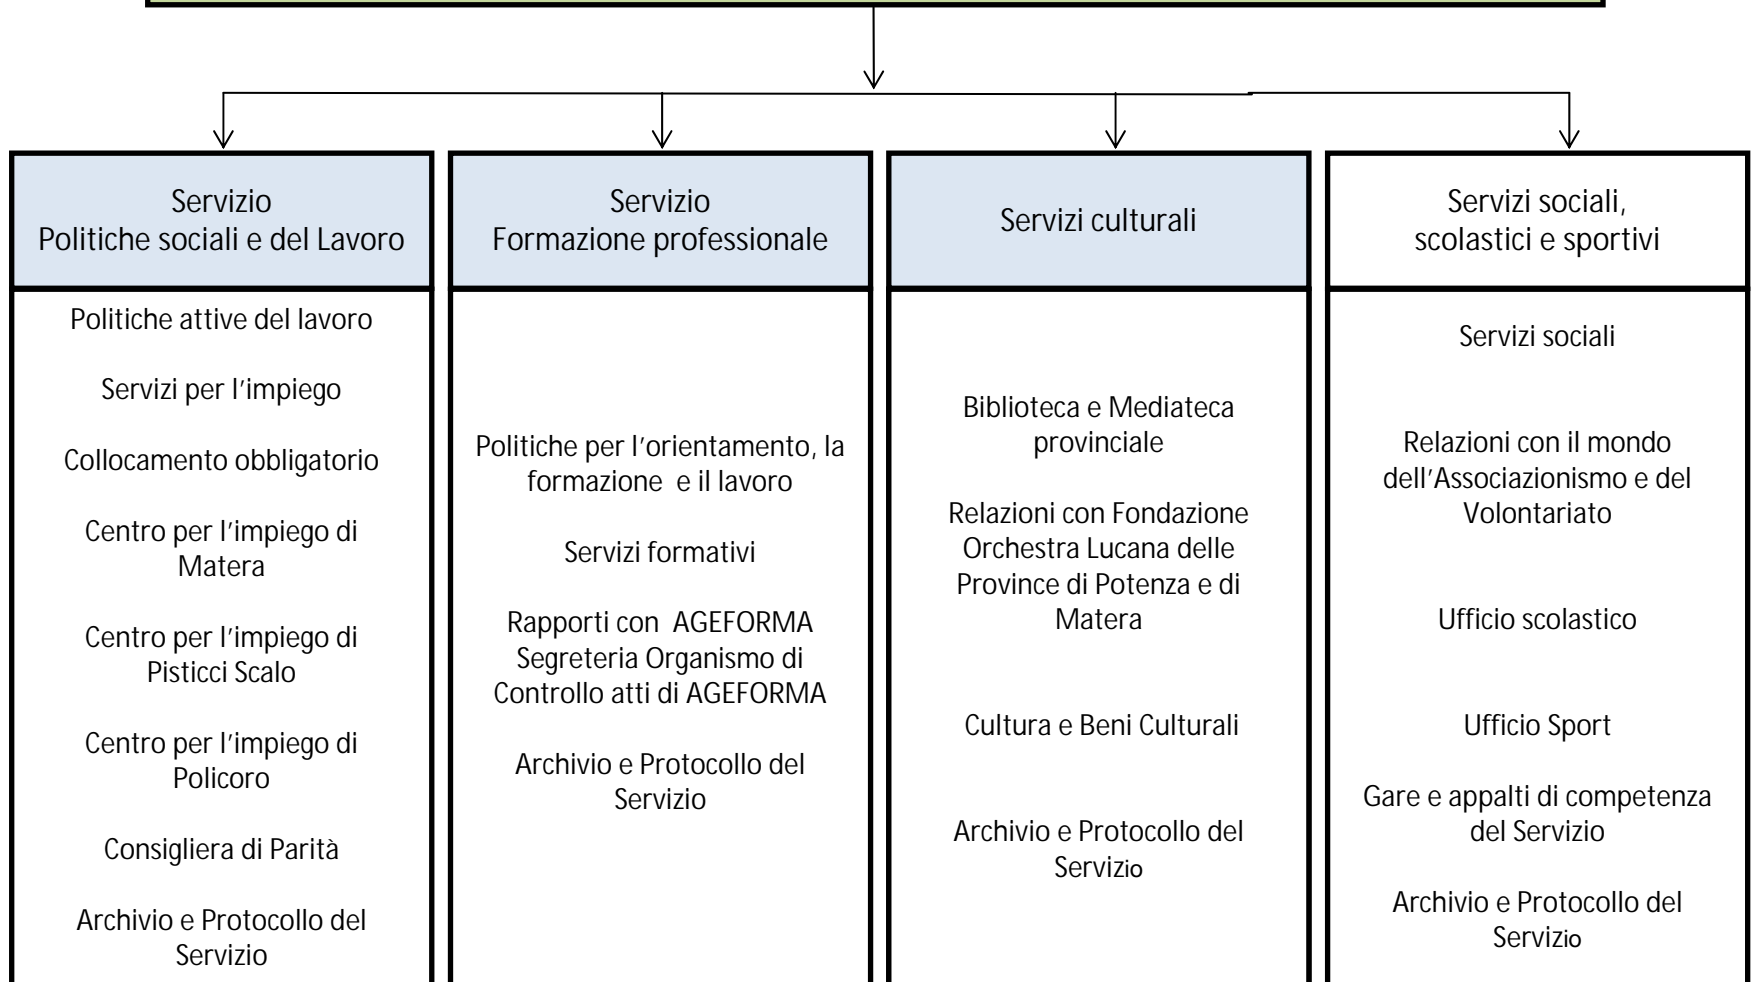 Servizio
Politiche sociali e del Lavoro
Politiche attive del lavoro
Servizi per l'impiego
Collocamento obbligatorio
Centro per l'impiego di
Matera
Centro per l'impiego di
Pisticci Scalo
Centro per l'impiego di
Policoro
Consigliera di Parità
Archivio e Protocollo del
Servizio
Servizio
Formazione professionale
Politiche per l'orientamento, la
formazione e il lavoro
Servizi formativi
Rapporti con AGEFORMA
Segreteria Organismo di
Controllo atti di AGEFORMA
Archivio e Protocollo del
Servizio
Servizi culturali
Biblioteca e Mediateca
provinciale
Relazioni con Fondazione
Orchestra Lucana delle
Province di Potenza e di
Matera
Cultura e Beni Culturali
Archivio e Protocollo del
Servizio
Servizi sociali,
scolastici e sportivi
Servizi sociali
Relazioni con il mondo
dell'Associazionismo e del
Volontariato
Ufficio scolastico
Ufficio Sport
Gare e appalti di competenza
del Servizio
Archivio e Protocollo del
Servizio